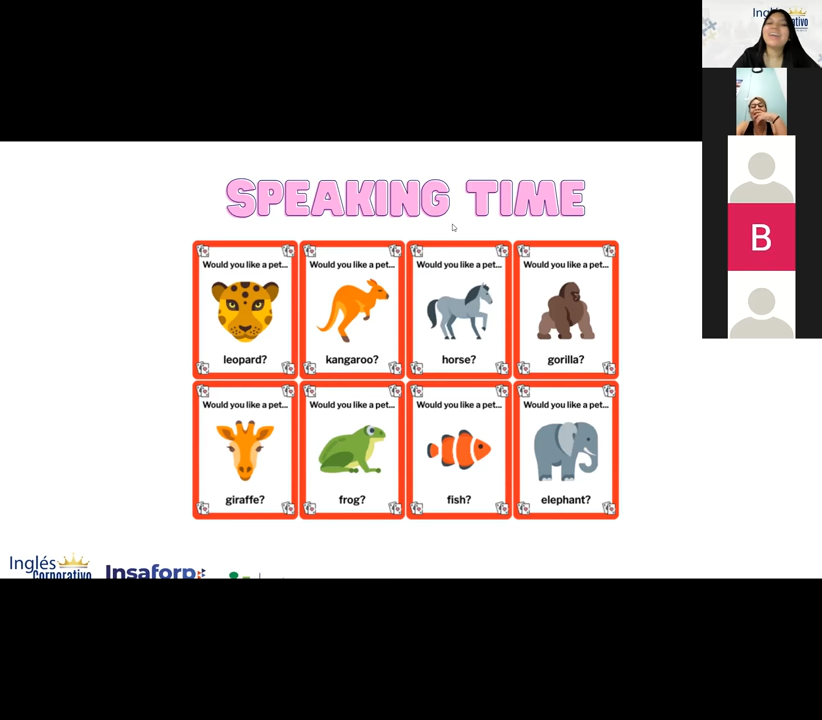 SPEAKING TIME
Would you like a pet...
leopard?
Would you like a pet...
kangaroo?
Would you like a pet...
horse?
Would you like a pet...
gorilla?
Would you like a pet...
giraffe?
Would you like a pet...
frog?
Would you like a pet...
fish?
Would you like a pet...
elephant?
Inglés
Corporativo
Insaforp
B